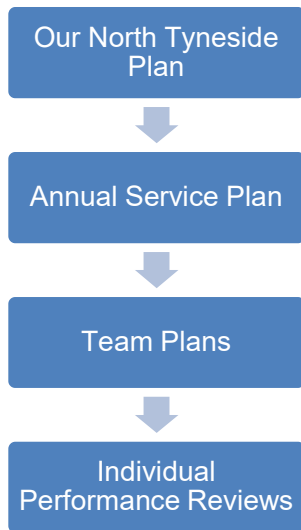 Our North Tyneside
Plan
Annual Service Plan
Team Plans
Individual
Performance Reviews